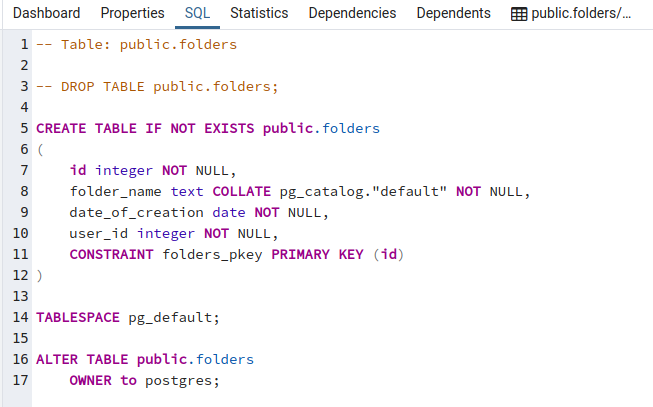 Dashboard Properties SQL Statistics Dependencies Dependents public.folders/...
1 -- Table: public.folders
2
3 -- DROP TABLE public.folders;
4
5 CREATE TABLE IF NOT EXISTS public.folders
6 (
7     id integer NOT NULL,
8     folder_name text COLLATE pg_catalog."default" NOT NULL,
9     date_of_creation date NOT NULL,
10     user_id integer NOT NULL,
11     CONSTRAINT folders_pkey PRIMARY KEY (id)
12 )
13
14 TABLESPACE pg_default;
15
16 ALTER TABLE public.folders
17     OWNER to postgres;